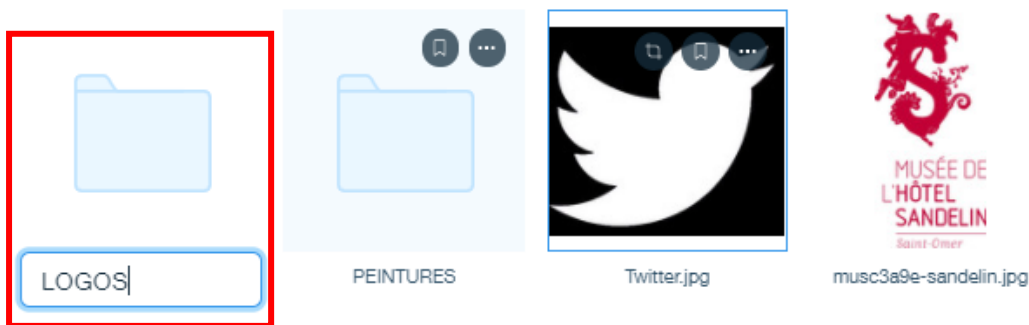 MUSÉE DE
L'HÔTEL
SANDELIN
Saint-Omer
LOGOS
PEINTURES
Twitter.jpg
musc3a9e-sandelin.jpg